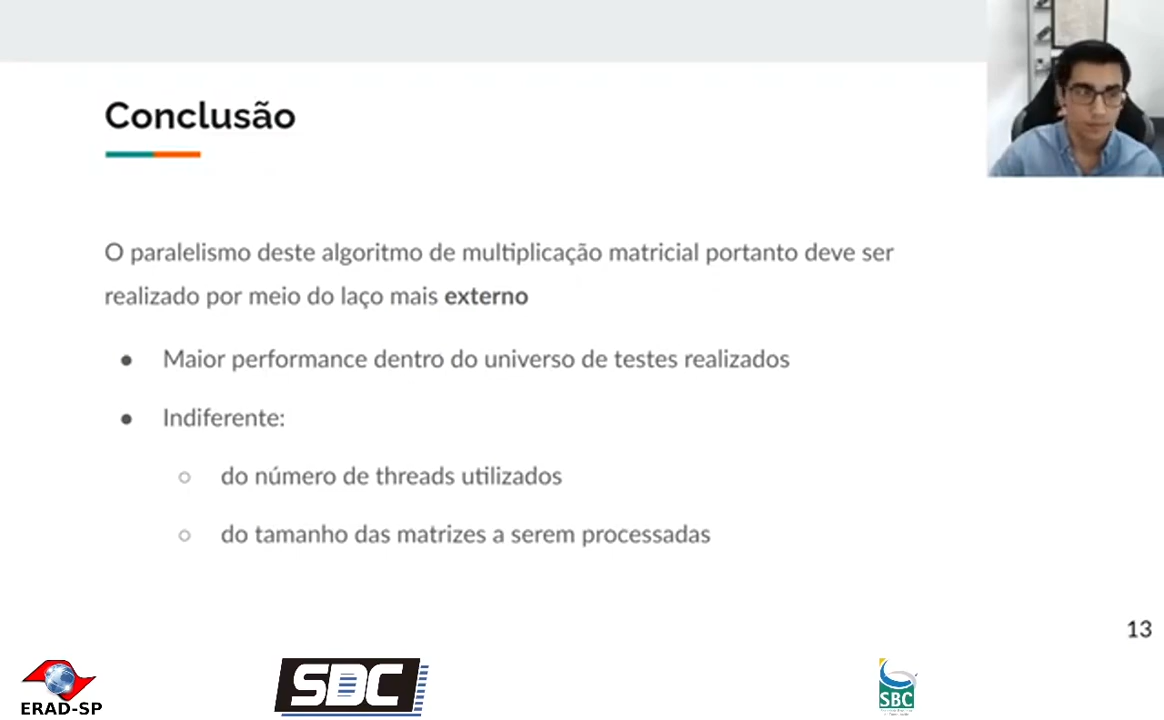 Conclusão
O paralelismo deste algoritmo de multiplicação matricial portanto deve ser
realizado por meio do laço mais externo
● Maior performance dentro do universo de testes realizados
● Indiferente:
○ do número de threads utilizados
○ do tamanho das matrizes a serem processadas
13
ERAD-SP
SDC
SBC